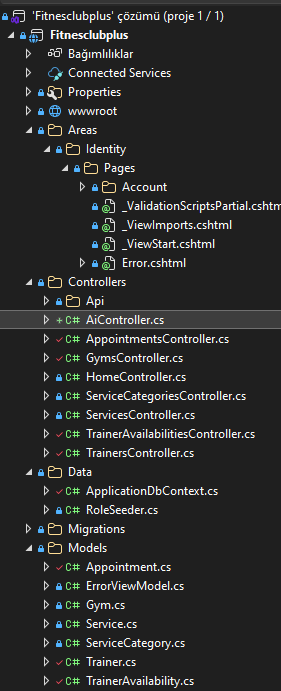 'Fitnesclubplus' çözümü (proje 1 / 1)
Fitnesclubplus
Bağımlılıklar
Connected Services
Properties
wwwroot
Areas
Identity
Pages
Account
_ValidationScriptsPartial.cshtm
_ViewImports.cshtml
_ViewStart.cshtml
Error.cshtml
Controllers
Api
C# AiController.cs
C# AppointmentsController.cs
C# GymsController.cs
C# HomeController.cs
C# ServiceCategoriesController.cs
C# ServicesController.cs
C# TrainerAvailabilitiesController.cs
C# TrainersController.cs
Data
C# ApplicationDbContext.cs
C# RoleSeeder.cs
Migrations
Models
C# Appointment.cs
C# ErrorViewModel.cs
C# Gym.cs
C# Service.cs
C# ServiceCategory.cs
C# Trainer.cs
C# TrainerAvailability.cs